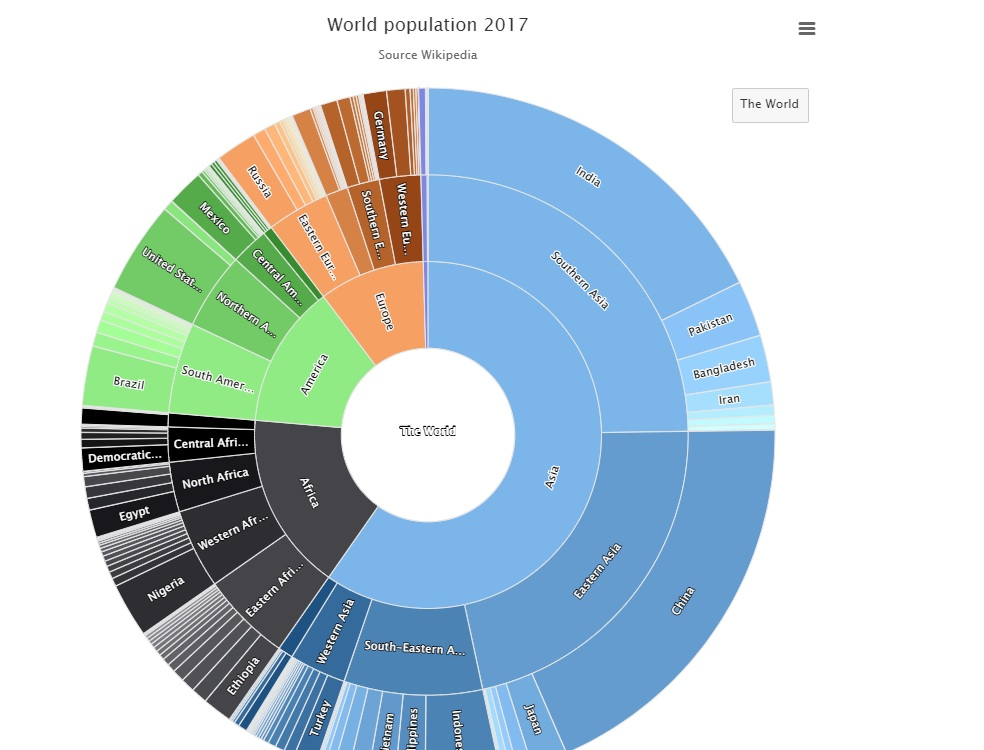 World population 2017
Source Wikipedia
The World
The World
Asia
Southern Asia
India
Pakistan
Bangladesh
Iran
Eastern Asia
China
Japan
South-Eastern A...
Indone
ippines
etnam
Western Asia
Turkey
Africa
Eastern Afri...
Ethiopia
Western Afr...
Nigeria
North Africa
Egypt
Central Afri...
Democratic...
America
South Amer...
Brazil
Northern A...
United Stat...
Central Am...
Mexico
Europe
Eastern Eur...
Russia
Southern E...
Western Eu...
Germany